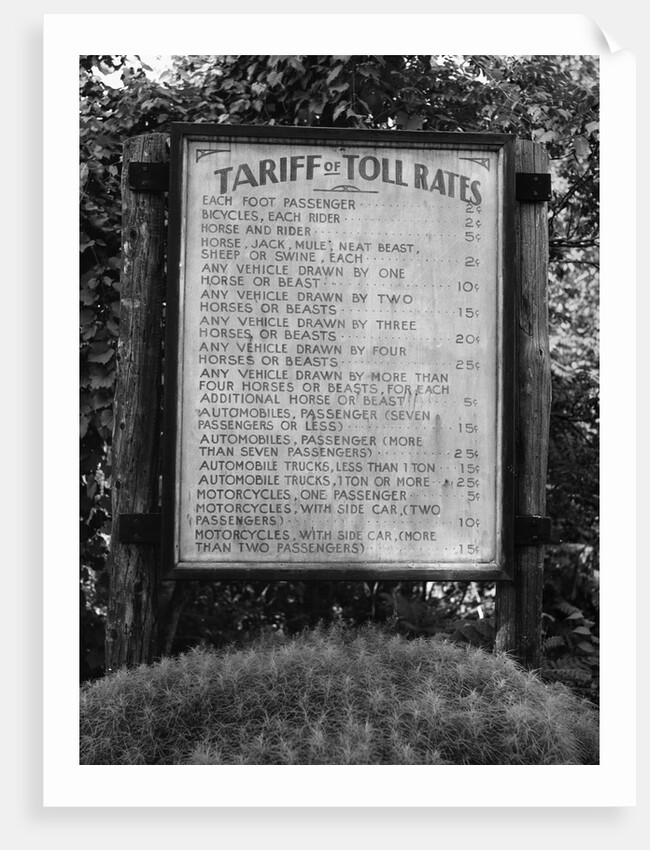 TARIFF OF TOLL RATES
EACH FOOT PASSENGER 2¢
BICYCLES, EACH RIDER 2¢
HORSE AND RIDER 5¢
HORSE, JACK, MULE, NEAT BEAST,
SHEEP OR SWINE, EACH 2¢
ANY VEHICLE DRAWN BY ONE
HORSE OR BEAST 10¢
ANY VEHICLE DRAWN BY TWO
HORSES OR BEASTS 15¢
ANY VEHICLE DRAWN BY THREE
HORSES OR BEASTS 20¢
ANY VEHICLE DRAWN BY FOUR
HORSES OR BEASTS 25¢
ANY VEHICLE DRAWN BY MORE THAN
FOUR HORSES OR BEASTS, FOR EACH
ADDITIONAL HORSE OR BEAST 5¢
AUTOMOBILES, PASSENGER (SEVEN
PASSENGERS OR LESS) 15¢
AUTOMOBILES, PASSENGER (MORE
THAN SEVEN PASSENGERS) 25¢
AUTOMOBILE TRUCKS, LESS THAN 1 TON 15¢
AUTOMOBILE TRUCKS, 1 TON OR MORE 25¢
MOTORCYCLES, ONE PASSENGER 5¢
MOTORCYCLES, WITH SIDE CAR, (TWO
PASSENGERS) 10¢
MOTORCYCLES, WITH SIDE CAR, (MORE
THAN TWO PASSENGERS) 15¢